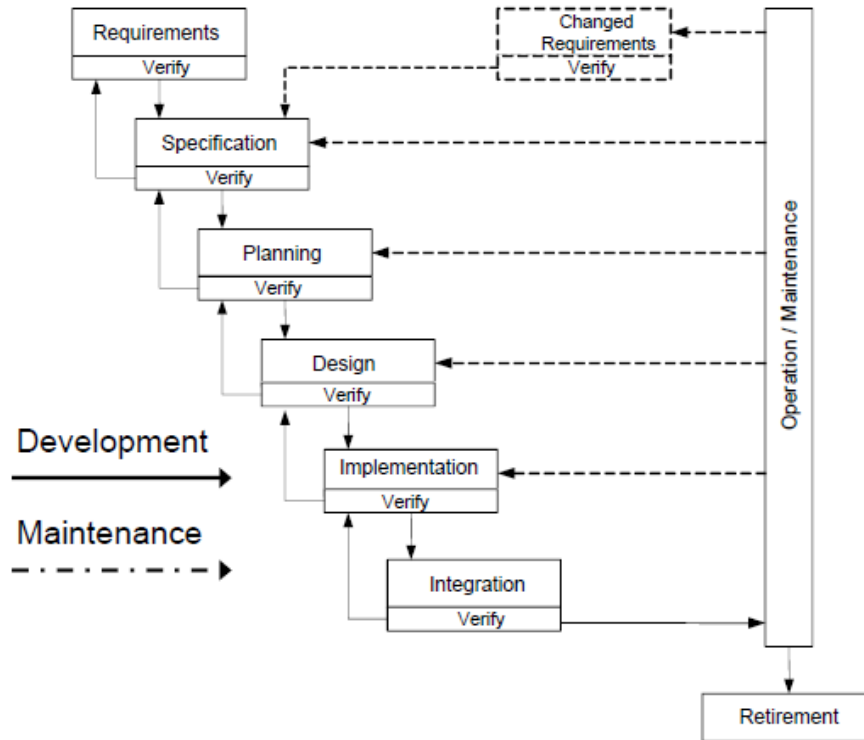 Requirements
Verify
Changed
Requirements
Verify
Specification
Verify
Planning
Verify
Design
Verify
Development
Implementation
Verify
Maintenance
Integration
Verify
Operation / Maintenance
Retirement